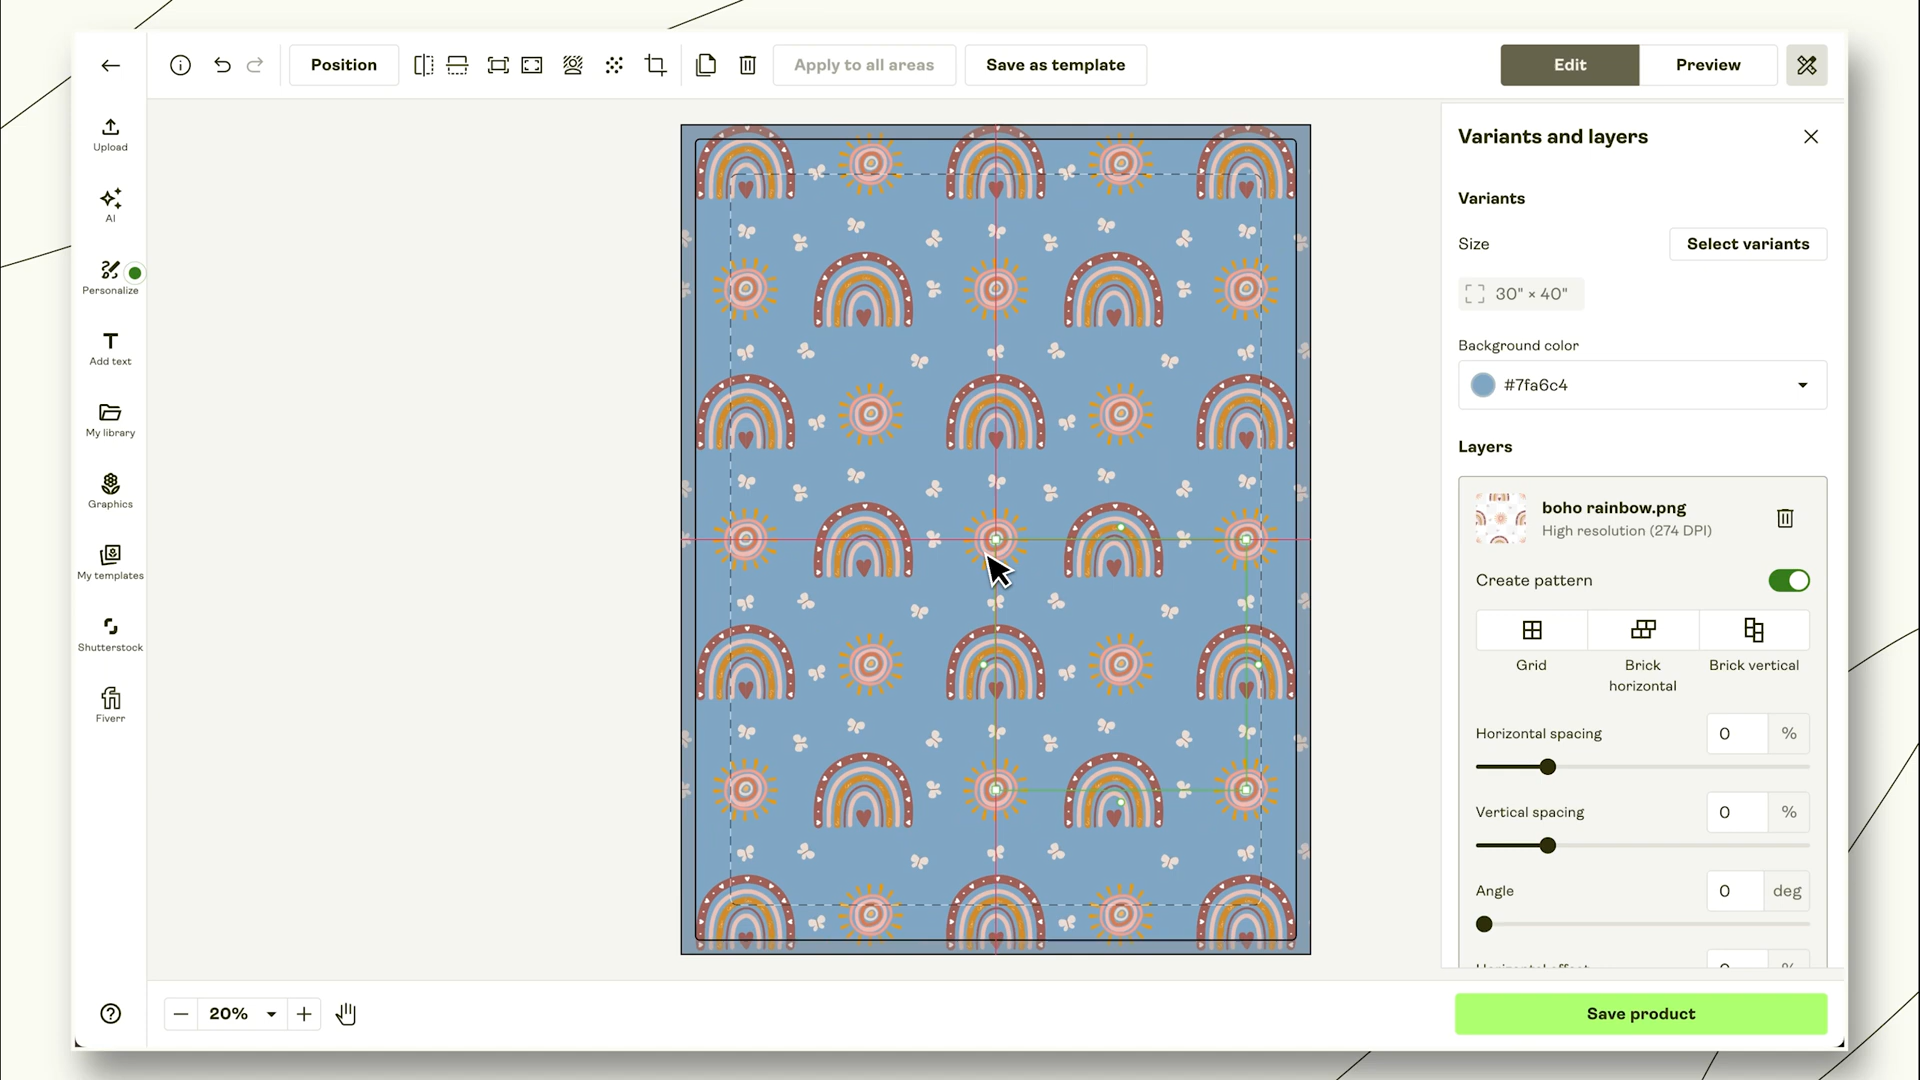 Position
Apply to all areas
Save as template
Edit
Preview
Upload
AI
Personalize
Add text
My library
Graphics
My templates
Shutterstock
Fiverr
Variants and layers
Variants
Size
Select variants
30" × 40"
Background color
#7fa6c4
Layers
boho rainbow.png
High resolution (274 DPI)
Create pattern
Grid
Brick
horizontal
Brick vertical
Horizontal spacing
0 %
Vertical spacing
0 %
Angle
0 deg
20%
Save product